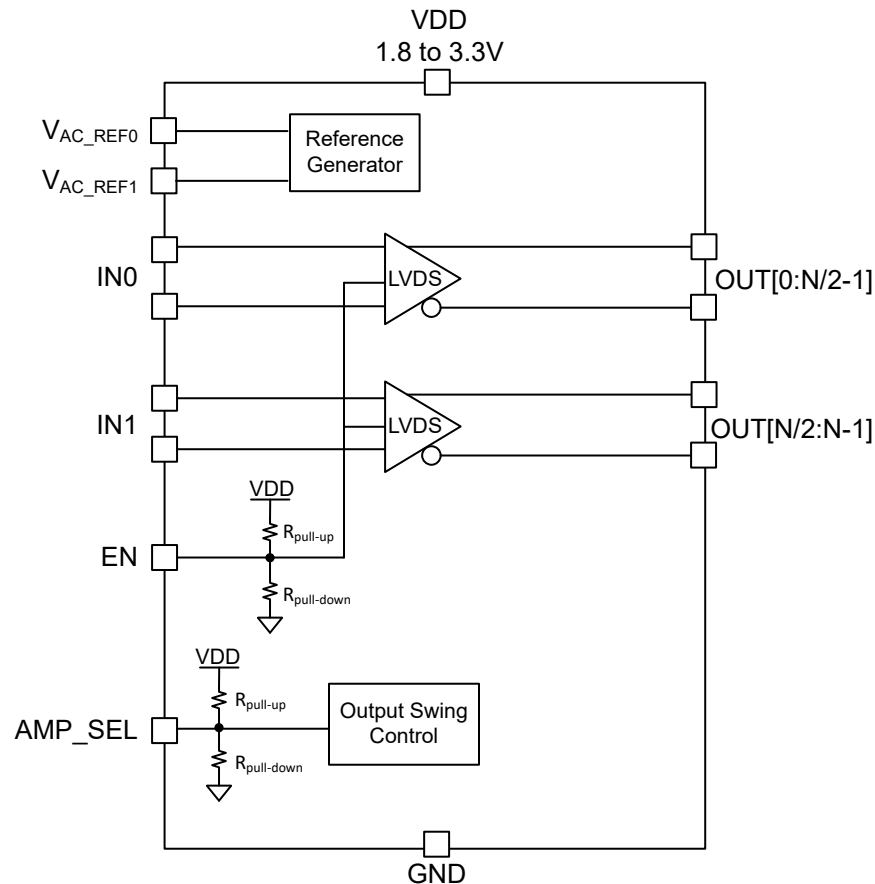 VDD
1.8 to 3.3V
VAC_REF0
Reference
Generator
VAC_REF1
IN0
LVDS
OUT[0:N/2-1]
IN1
LVDS
OUT[N/2:N-1]
VDD
Rpull-up
EN
Rpull-down
VDD
Rpull-up
Output Swing
Control
AMP_SEL
Rpull-down
GND